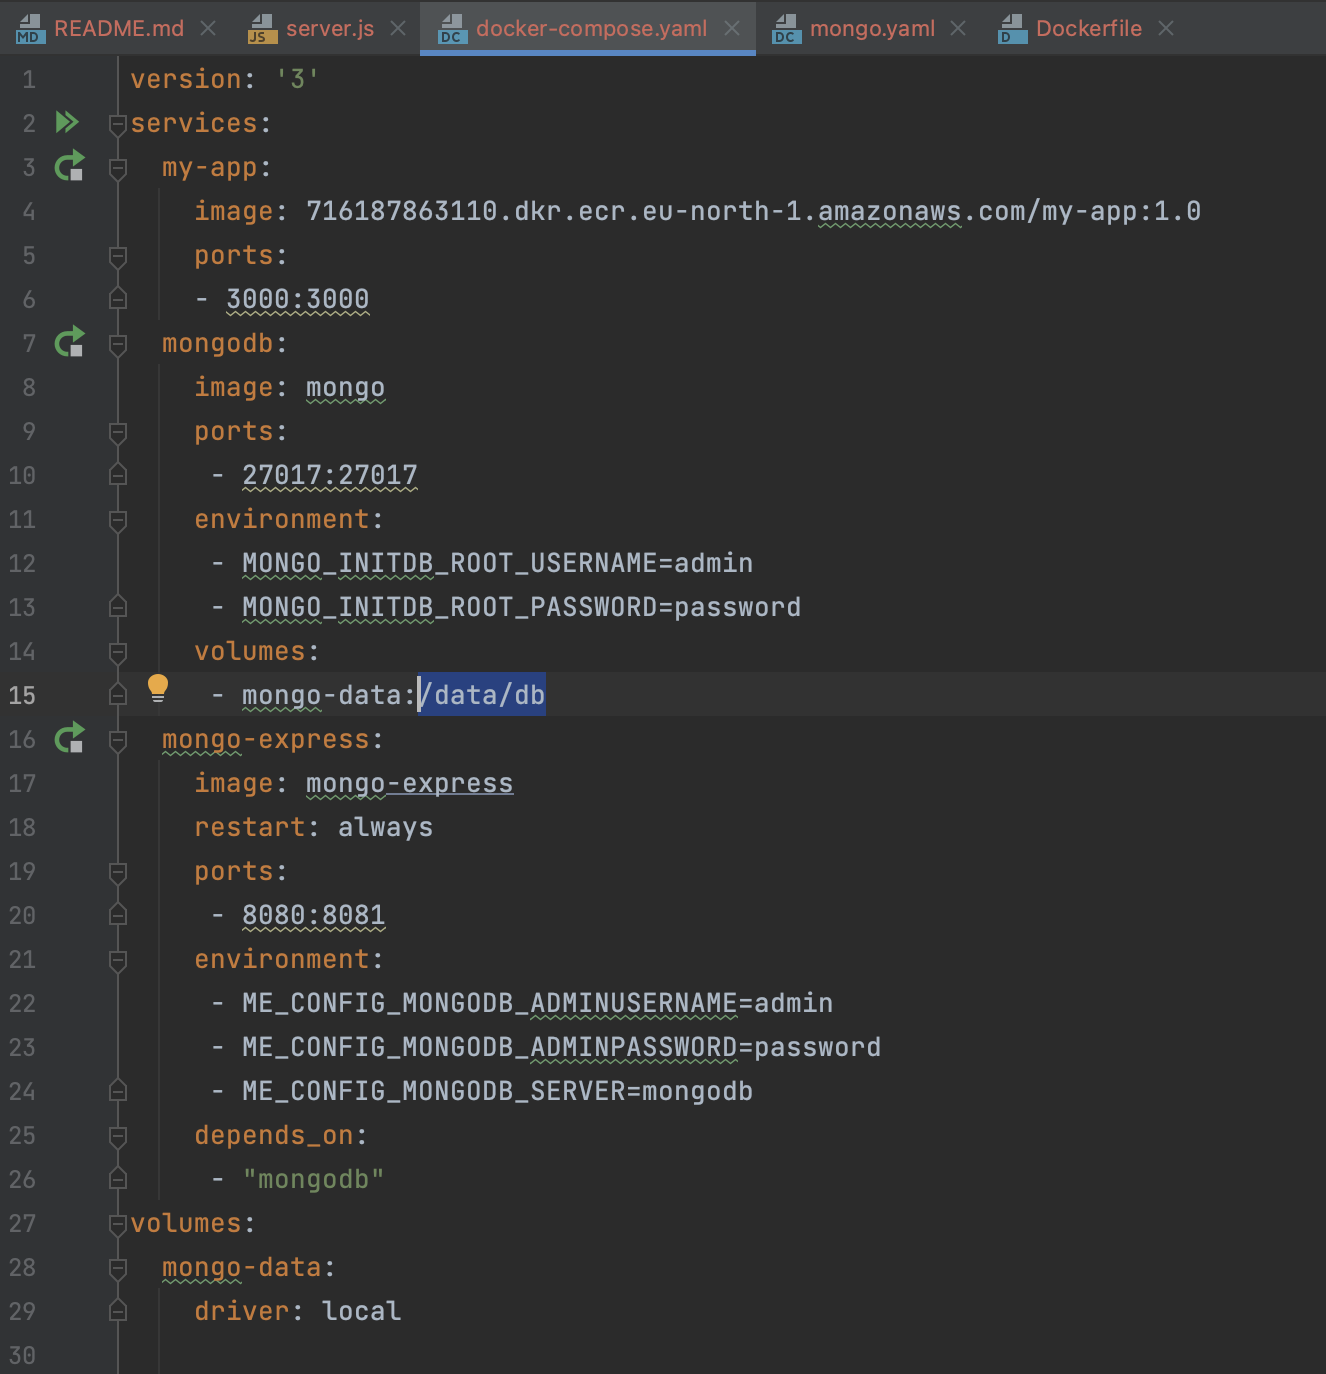 README.md server.js docker-compose.yaml mongo.yaml Dockerfile
1 version: '3'
2 services:
3   my-app:
4     image: 716187863110.dkr.ecr.eu-north-1.amazonaws.com/my-app:1.0
5     ports:
6     - 3000:3000
7   mongodb:
8     image: mongo
9     ports:
10      - 27017:27017
11     environment:
12      - MONGO_INITDB_ROOT_USERNAME=admin
13      - MONGO_INITDB_ROOT_PASSWORD=password
14     volumes:
15      - mongo-data:/data/db
16   mongo-express:
17     image: mongo-express
18     restart: always
19     ports:
20      - 8080:8081
21     environment:
22      - ME_CONFIG_MONGODB_ADMINUSERNAME=admin
23      - ME_CONFIG_MONGODB_ADMINPASSWORD=password
24      - ME_CONFIG_MONGODB_SERVER=mongodb
25     depends_on:
26      - "mongodb"
27 volumes:
28   mongo-data:
29     driver: local
30